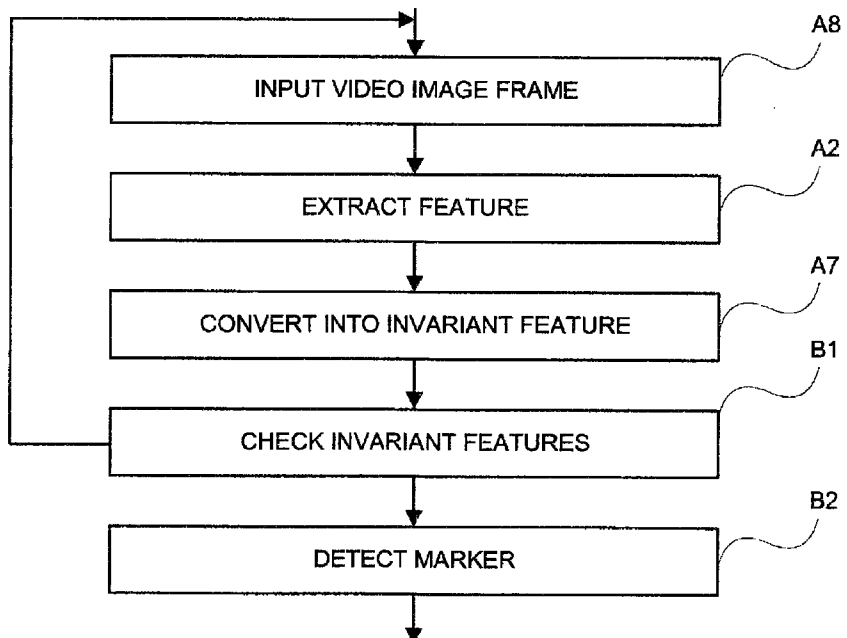 A8
INPUT VIDEO IMAGE FRAME
A2
EXTRACT FEATURE
A7
CONVERT INTO INVARIANT FEATURE
B1
CHECK INVARIANT FEATURES
B2
DETECT MARKER